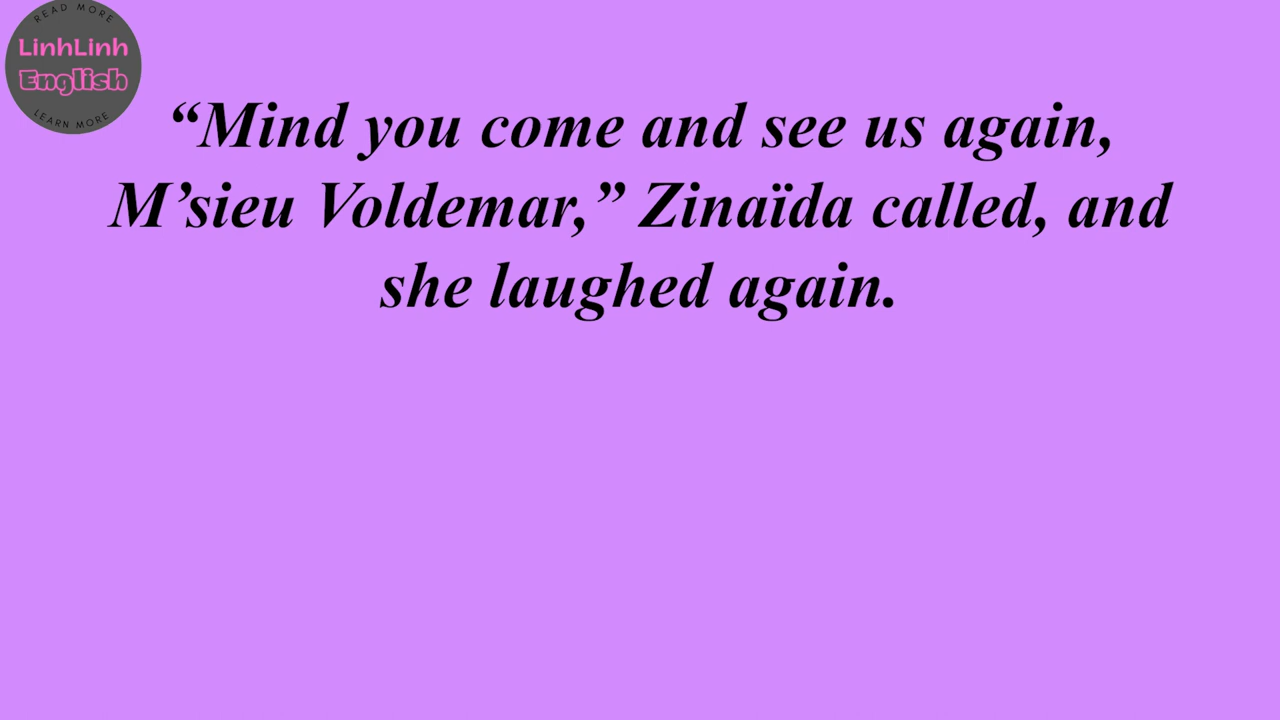 READ MORE
LinhLinh
English
LEARN MORE
“Mind you come and see us again,
M’sieu Voldemar,” Zinaïda called, and
she laughed again.